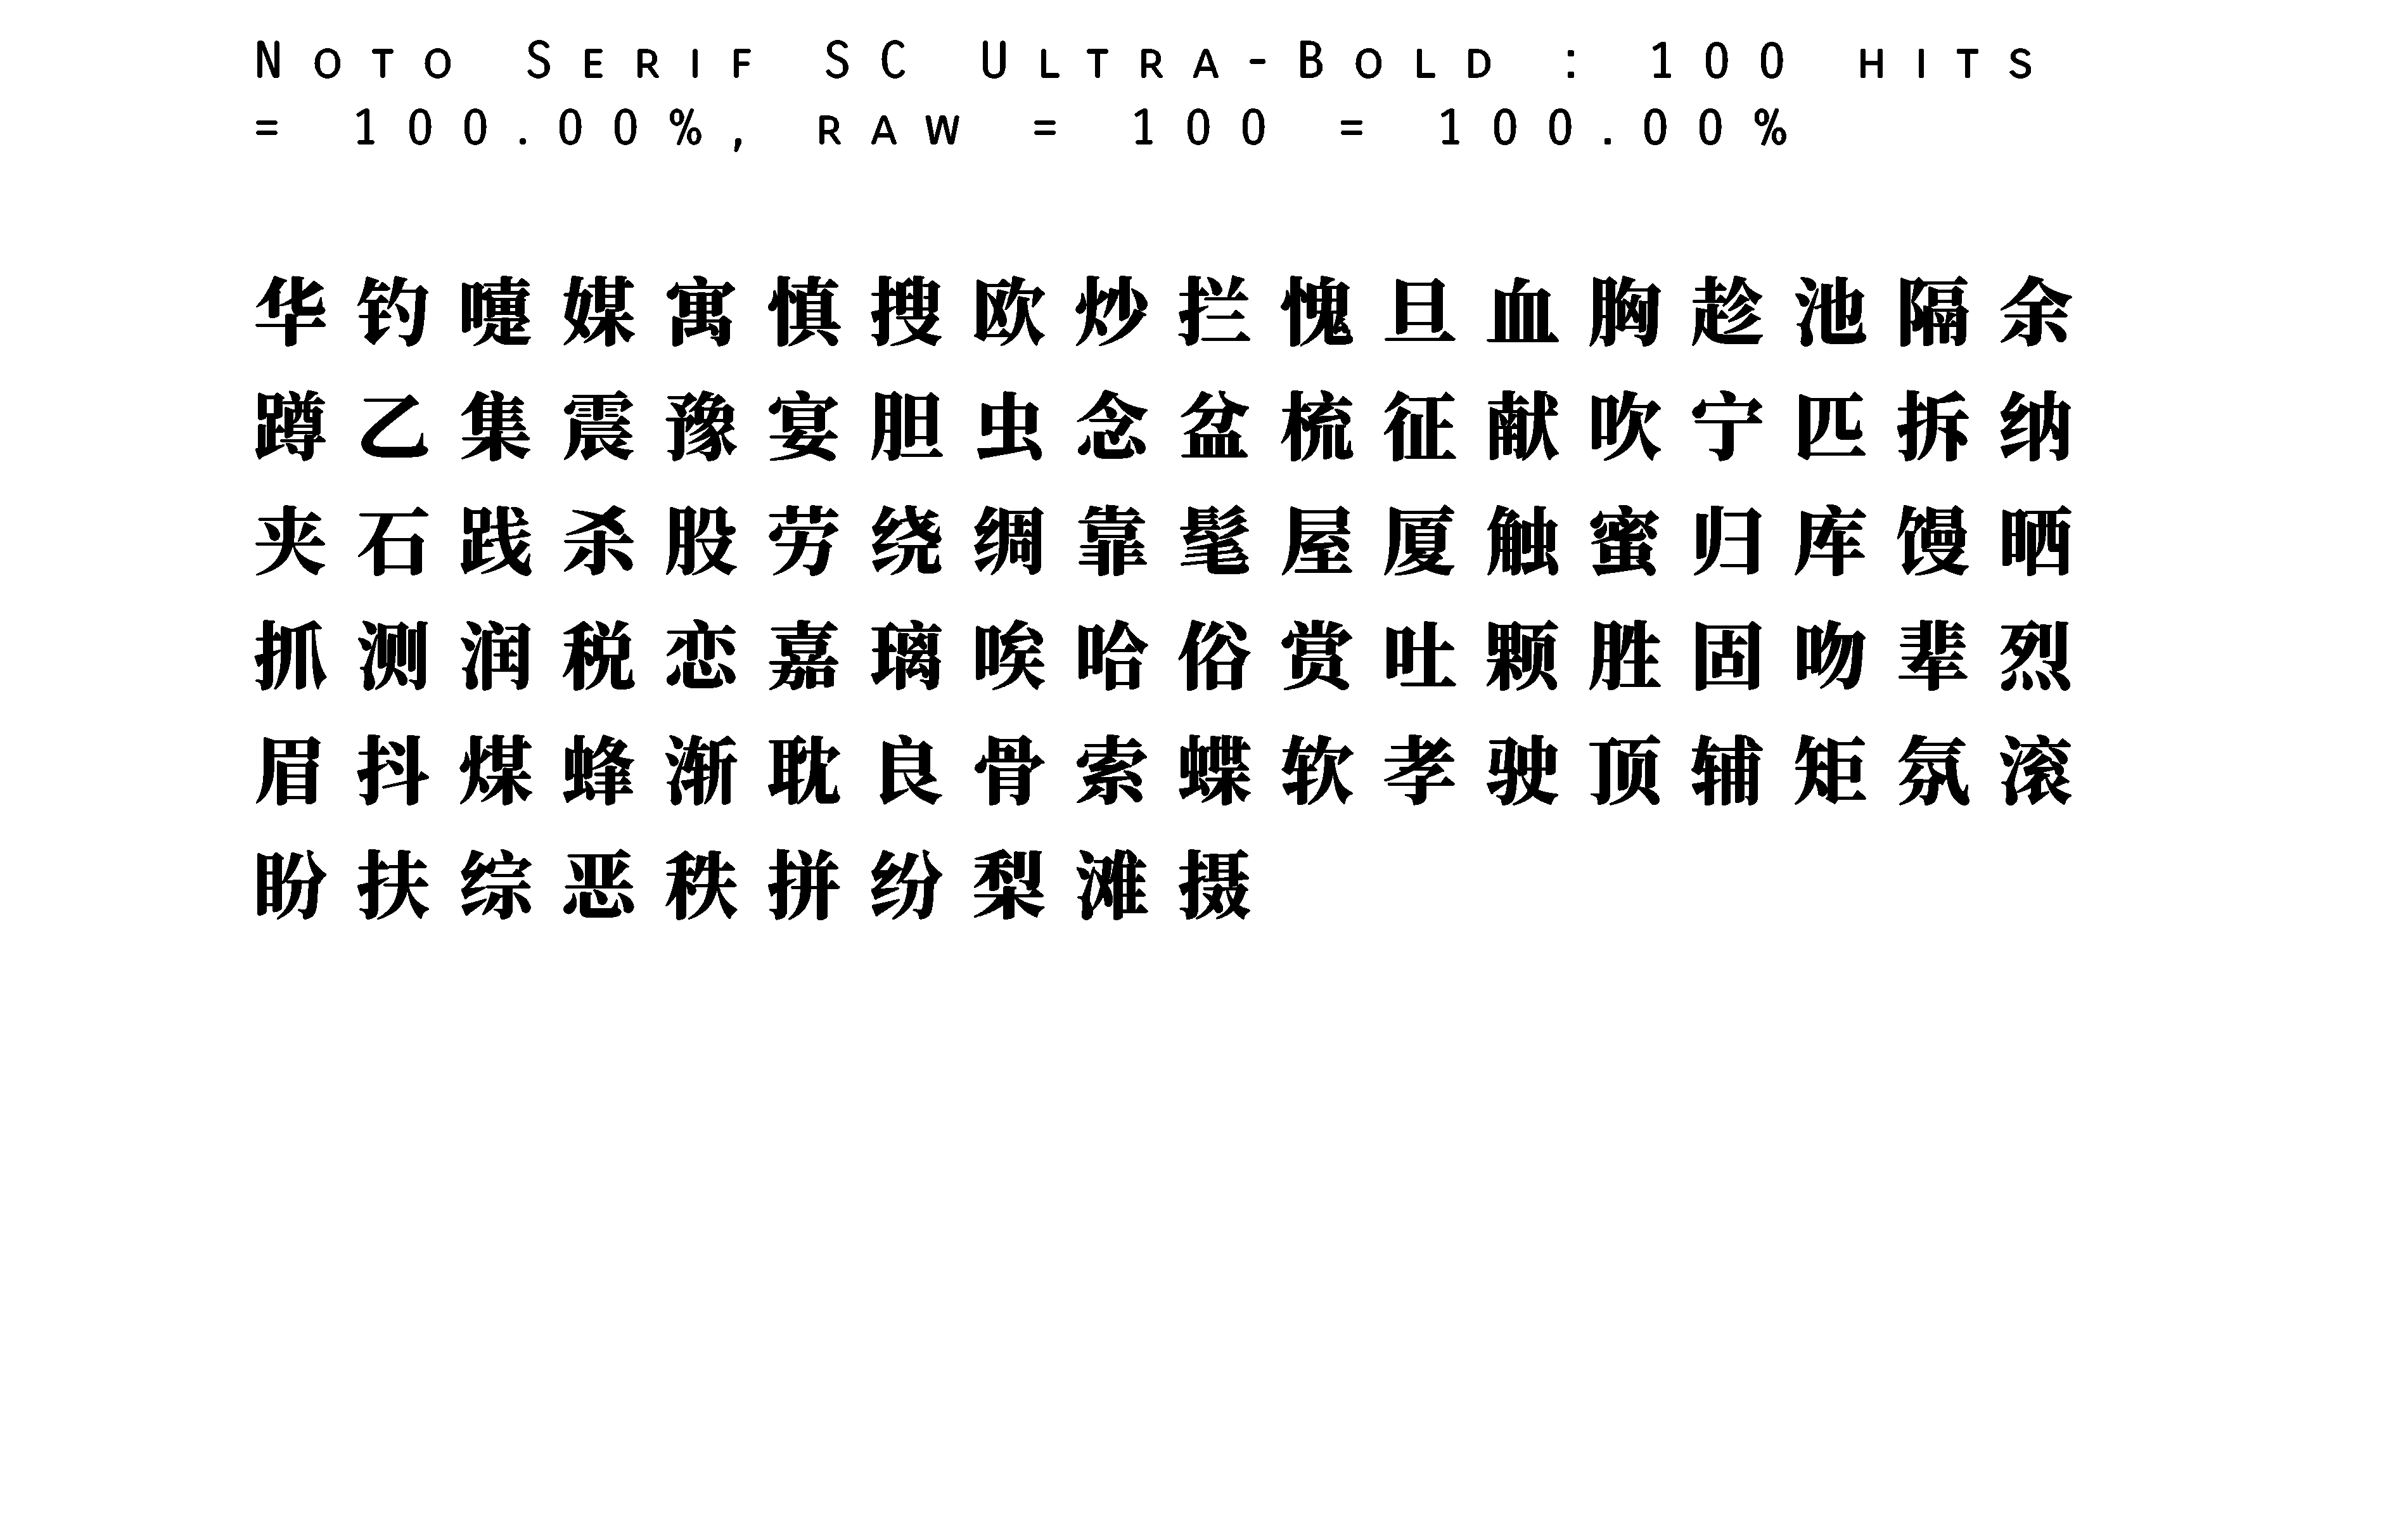 Noto Serif SC Ultra-Bold : 100 hits
= 100.00%, raw = 100 = 100.00%
华钓嚏媒寓慎搜欧炒拦愧旦血胸趁池隔余
蹲乙集震豫宴胆虫念盆梳征献吹宁匹拆纳
夹石践杀股劳绕绸靠髦屋厦触蜜归库馒晒
抓测润税恋嘉璃唉哈俗赏吐颗胜固吻辈烈
眉抖煤蜂渐耽良骨索蝶软孝驶顶辅矩氛滚
盼扶综恶秩拼纷梨滩摄